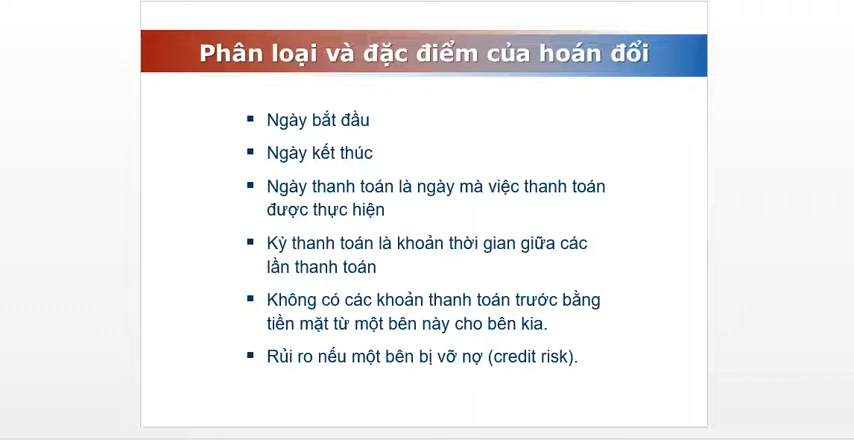 Phân loại và đặc điểm của hoán đổi
▪ Ngày bắt đầu
▪ Ngày kết thúc
▪ Ngày thanh toán là ngày mà việc thanh toán
được thực hiện
▪ Kỳ thanh toán là khoản thời gian giữa các
lần thanh toán
▪ Không có các khoản thanh toán trước bằng
tiền mặt từ một bên này cho bên kia.
▪ Rủi ro nếu một bên bị vỡ nợ (credit risk).